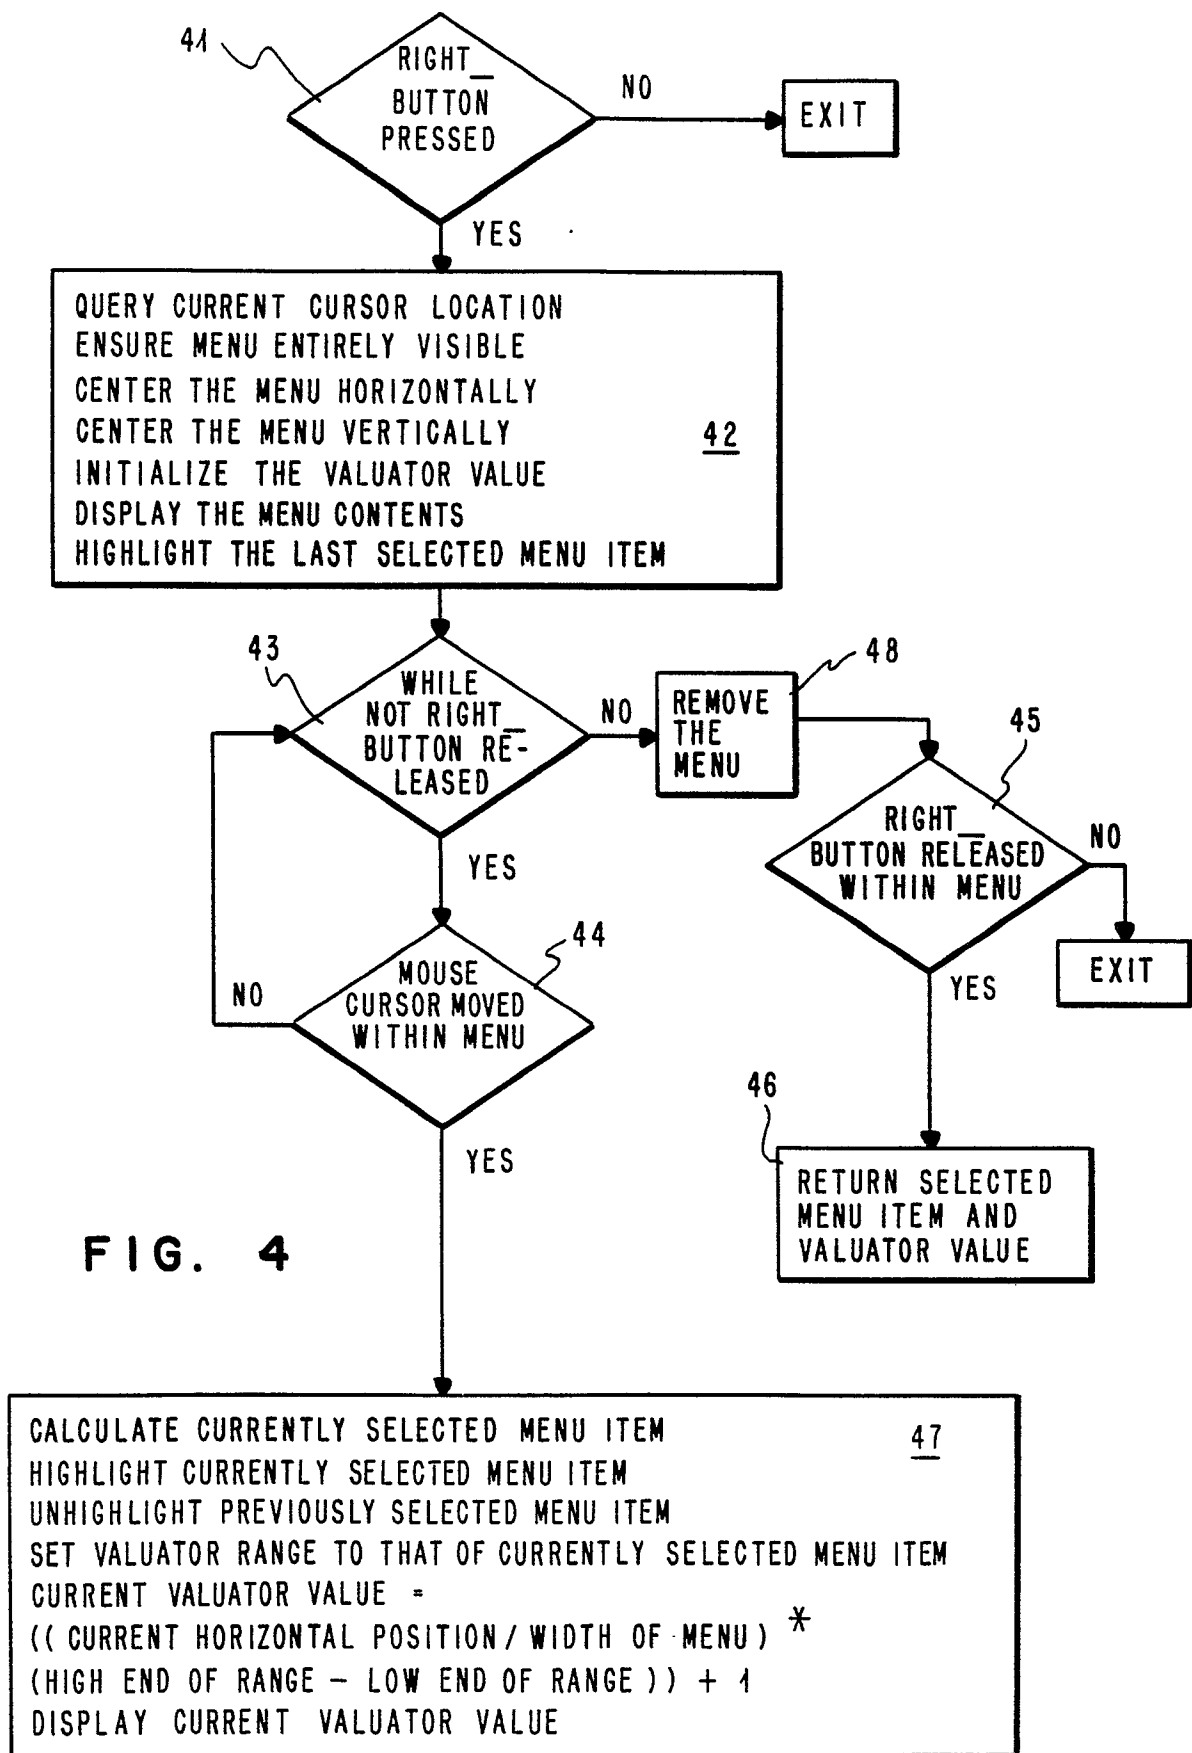 41
RIGHT_
BUTTON
PRESSED
NO
EXIT
YES
QUERY CURRENT CURSOR LOCATION
ENSURE MENU ENTIRELY VISIBLE
CENTER THE MENU HORIZONTALLY
CENTER THE MENU VERTICALLY
42
INITIALIZE THE VALUATOR VALUE
DISPLAY THE MENU CONTENTS
HIGHLIGHT THE LAST SELECTED MENU ITEM
43
WHILE
NOT RIGHT_
BUTTON RE-
LEASED
NO
YES
48
REMOVE
THE
MENU
45
RIGHT_
BUTTON RELEASED
WITHIN MENU
NO
EXIT
YES
44
MOUSE
CURSOR MOVED
WITHIN MENU
NO
YES
46
RETURN SELECTED
MENU ITEM AND
VALUATOR VALUE
FIG. 4
CALCULATE CURRENTLY SELECTED MENU ITEM
47
HIGHLIGHT CURRENTLY SELECTED MENU ITEM
UNHIGHLIGHT PREVIOUSLY SELECTED MENU ITEM
SET VALUATOR RANGE TO THAT OF CURRENTLY SELECTED MENU ITEM
CURRENT VALUATOR VALUE =
((CURRENT HORIZONTAL POSITION/WIDTH OF MENU) *
(HIGH END OF RANGE - LOW END OF RANGE)) + 1
DISPLAY CURRENT VALUATOR VALUE